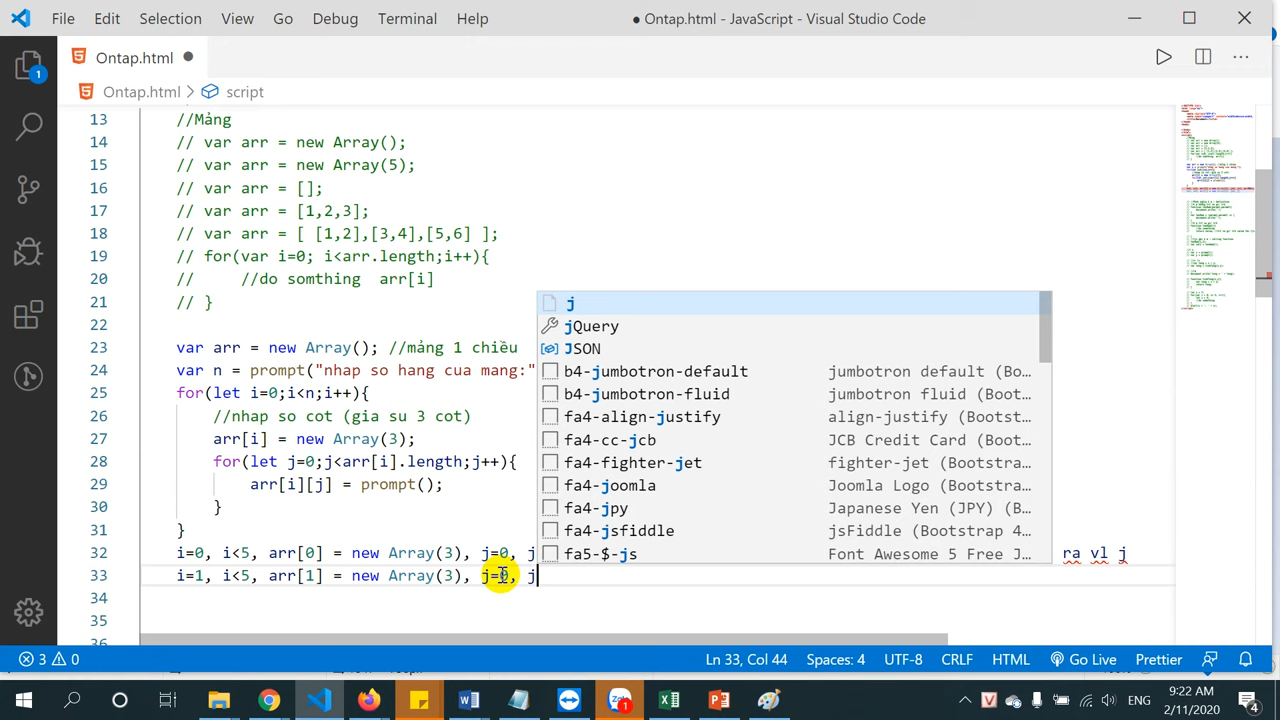 File Edit Selection View Go Debug Terminal Help
● Ontap.html - JavaScript - Visual Studio Code
Ontap.html ●
Ontap.html > script
13 //Mảng
14 // var arr = new Array();
15 // var arr = new Array(5);
16 // var arr = [];
17 // var arr = [1,2,3];
18 // var arr = [ [1,2],[3,4],[5,6] ];
19 // for(var i=0; i<arr.length;i++){
20 // //do somthing arr[i]
21 // }
22
23 var arr = new Array(); //mảng 1 chiều
24 var n = prompt("nhap so hang cua mang:"
25 for(let i=0;i<n;i++){
26 //nhap so cot (gia su 3 cot)
27 arr[i] = new Array(3);
28 for(let j=0;j<arr[i].length;j++){
29 arr[i][j] = prompt();
30 }
31 }
32 i=0, i<5, arr[0] = new Array(3), j=0, j ra vl j
33 i=1, i<5, arr[1] = new Array(3), j=0, j
34
35
36
j
jQuery
JSON
b4-jumbotron-default jumbotron default (Bo…
b4-jumbotron-fluid jumbotron fluid (Boot…
fa4-align-justify align-justify (Bootst…
fa4-cc-jcb JCB Credit Card (Boot…
fa4-fighter-jet fighter-jet (Bootstra…
fa4-joomla Joomla Logo (Bootstra…
fa4-jpy Japanese Yen (JPY) (B…
fa4-jsfiddle jsFiddle (Bootstrap 4…
fa5-$-js Font Awesome 5 Free J…
1
3 0 Ln 33, Col 44 Spaces: 4 UTF-8 CRLF HTML Go Live Prettier
1 ENG 9:22 AM 2/11/2020 4